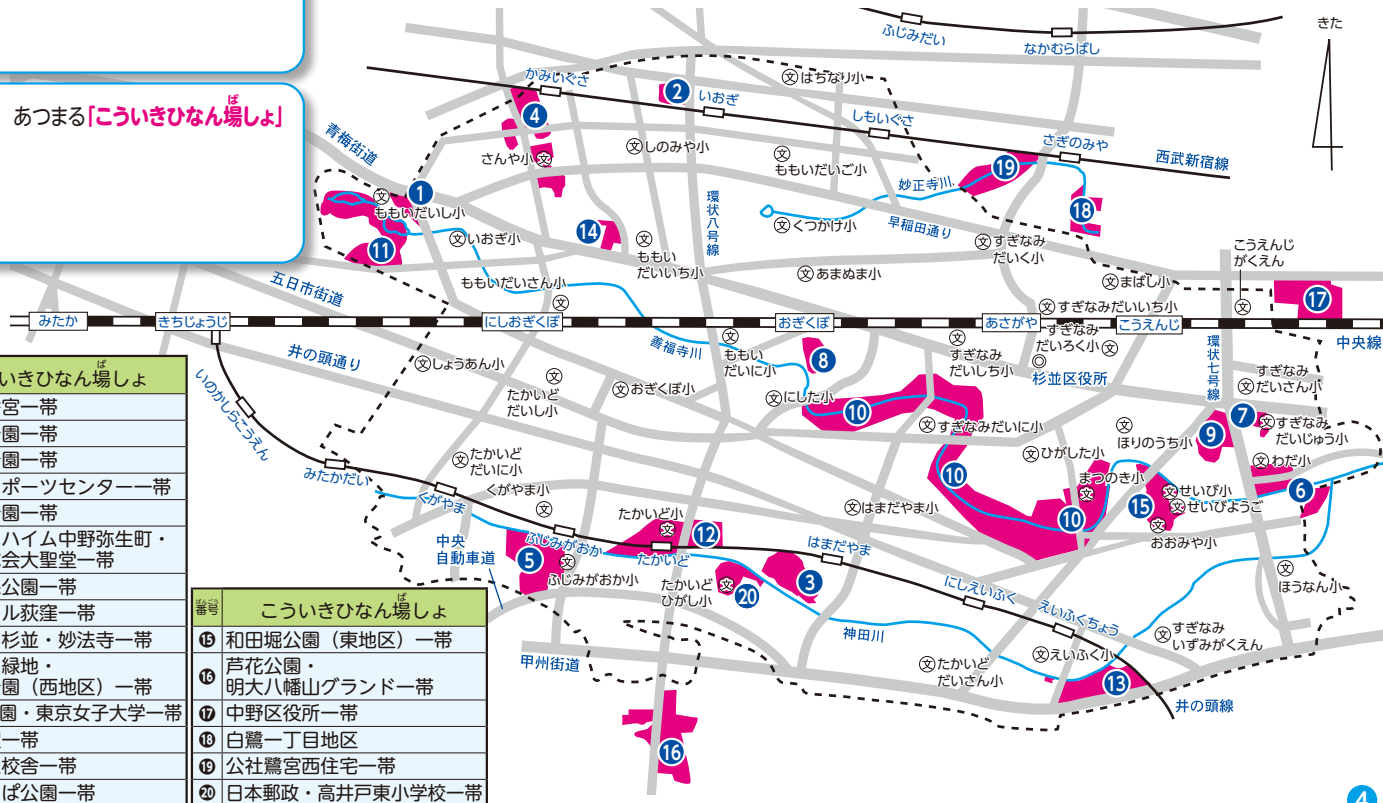 あつまる「こういきひなん場しょ」
ば
きた
ふじみだい
なかむらばし
かみいぐさ
いおぎ
しもいぐさ
さぎのみや
西武新宿線
はちなり小
2
4
しのみや小
さんや小
ももいだいご小
妙正寺川
19
18
青梅街道
1
ももいだいし小
11
いおぎ小
14
ももい
だいいち小
環状八号線
くつかけ小
早稲田通り
すぎなみ
だいく小
あまぬま小
まばし小
こうえんじ
がくえん
17
五日市街道
ももいだいさん小
すぎなみだいいち小
みたか
きちじょうじ
にしおぎくぼ
おぎくぼ
あさがや
こうえんじ
中央線
井の頭通り
しょうあん小
善福寺川
ももい
だいに小
8
すぎなみ
だいしち小
すぎなみ
だいろく小
杉並区役所
環状七号線
すぎなみ
だいさん小
いのかしらこうえん
たかいど
だいし小
おぎくぼ小
にした小
10
すぎなみだいに小
ほりのうち小
9
7
すぎなみ
だいじゅう小
わだ小
6
みたかだい
たかいど
だいに小
くがやま
くがやま小
10
ひがした小
まつのき小
10
15
せいび小
せいびようご
おおみや小
はまだやま小
たかいど小
中央
自動車道
ふじみがおか
5
ふじみがおか小
たかいど
12
はまだやま
たかいど
ひがし小
20
3
にしえいふく
えいふくちょう
ほうなん小
神田川
すぎなみ
いずみがくえん
甲州街道
たかいど
だいさん小
えいふく小
13
井の頭線
16
いきひなん場しょ
ば
宮一帯
園一帯
園一帯
ポーツセンター一帯
園一帯
ハイム中野弥生町・
会大聖堂一帯
公園一帯
ル荻窪一帯
杉並・妙法寺一帯
緑地・
園（西地区）一帯
園・東京女子大学一帯
一帯
校舎一帯
ぱ公園一帯
番号 こういきひなん場しょ
ばんごう ば
⓯ 和田堀公園（東地区）一帯
⓰ 芦花公園・
明大八幡山グランド一帯
⓱ 中野区役所一帯
⓲ 白鷺一丁目地区
⓳ 公社鷺宮西住宅一帯
⓴ 日本郵政・高井戸東小学校一帯
4